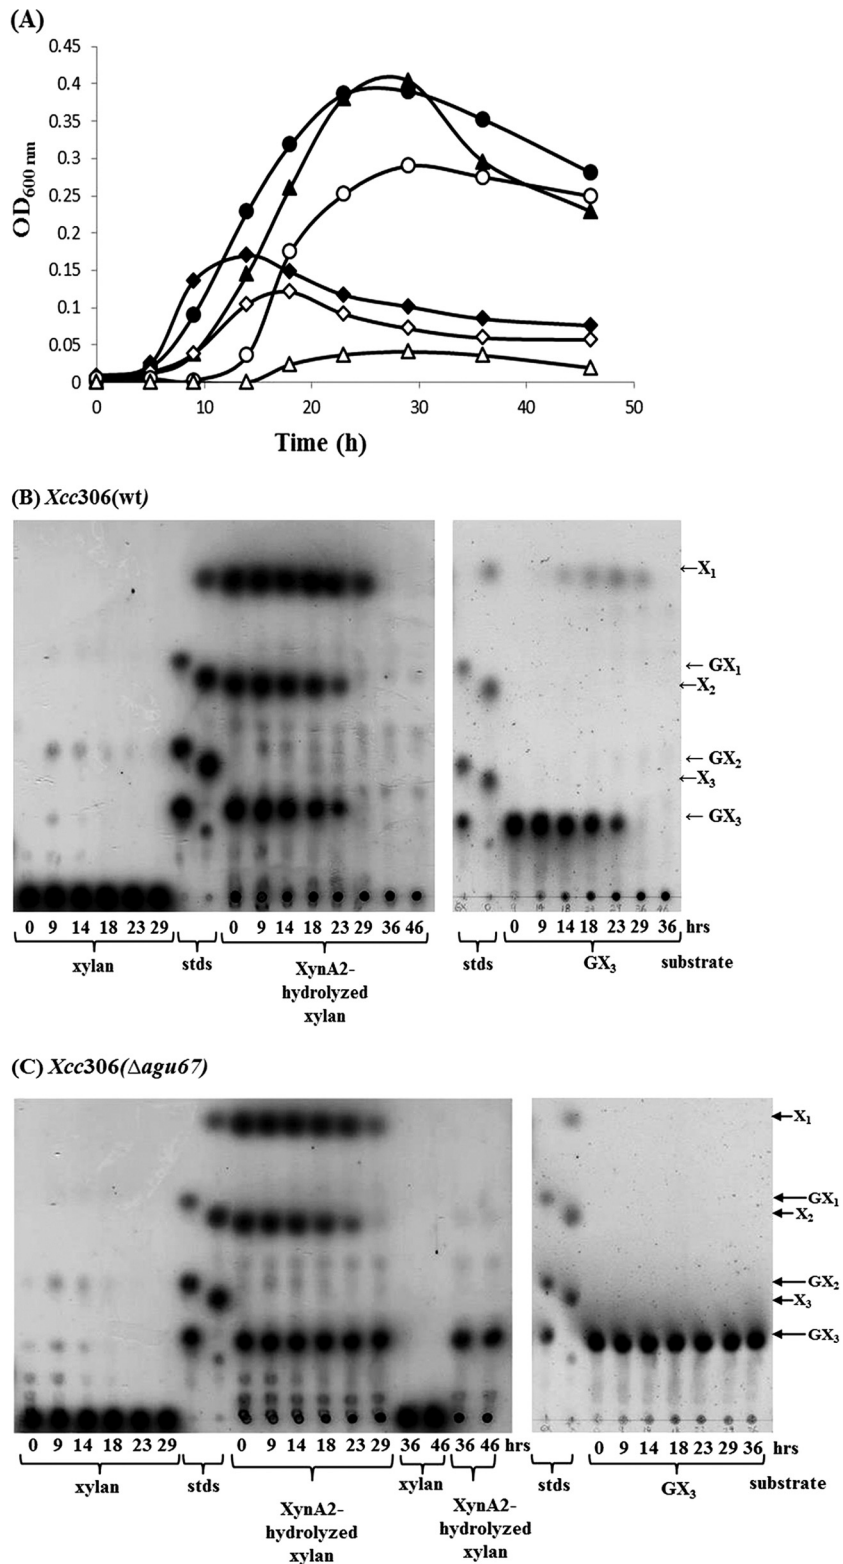 (A)
0.45
0.4
0.35
0.3
0.25
0.2
0.15
0.1
0.05
0
OD600 nm
0 10 20 30 40 50
Time (h)
(B) Xcc306(wt)
←X1
← GX1
←X2
← GX2
←X3
← GX3
0 9 14 18 23 29 0 9 14 18 23 29 36 46 0 9 14 18 23 29 36 hrs
xylan stds XynA2-hydrolyzed xylan stds GX3 substrate
(C) Xcc306(Δagu67)
←X1
←GX1
←X2
←GX2
←X3
←GX3
0 9 14 18 23 29 0 9 14 18 23 29 36 46 36 46 hrs 0 9 14 18 23 29 36
xylan stds XynA2-hydrolyzed xylan xylan XynA2-hydrolyzed xylan stds GX3 substrate